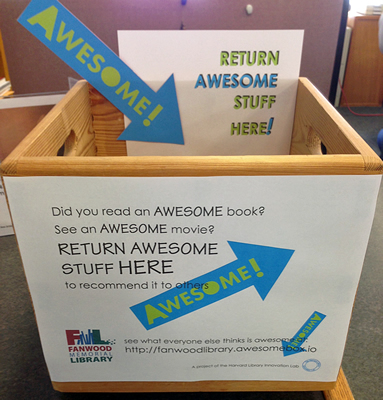 AWESOME!
RETURN
AWESOME
STUFF
HERE!
Did you read an AWESOME book?
See an AWESOME movie?
RETURN AWESOME
STUFF HERE
to recommend it to others
AWESOME!
AWESOME!
FML
FANWOOD
MEMORIAL
LIBRARY
see what everyone else thinks is awesome at
http://fanwoodlibrary.awesomebox.io
a project of the Harvard Library Innovation Lab